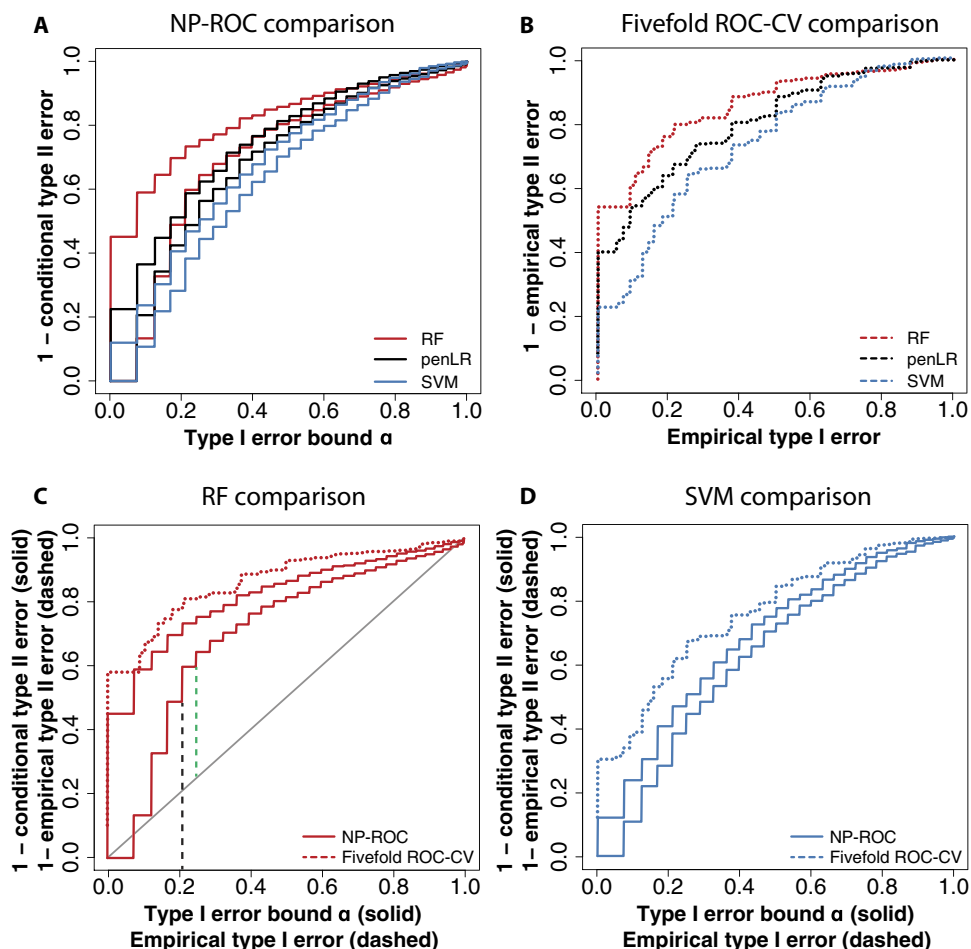 A NP-ROC comparison
1 – conditional type II error
0.0 0.2 0.4 0.6 0.8 1.0
RF
penLR
SVM
0.0 0.2 0.4 0.6 0.8 1.0
Type I error bound α
B Fivefold ROC-CV comparison
1 – empirical type II error
0.0 0.2 0.4 0.6 0.8 1.0
RF
penLR
SVM
0.0 0.2 0.4 0.6 0.8 1.0
Empirical type I error
C RF comparison
1 – conditional type II error (solid)
1– empirical type II error (dashed)
0.0 0.2 0.4 0.6 0.8 1.0
NP-ROC
Fivefold ROC-CV
0.0 0.2 0.4 0.6 0.8 1.0
Type I error bound α (solid)
Empirical type I error (dashed)
D SVM comparison
1 – conditional type II error (solid)
1– empirical type II error (dashed)
0.0 0.2 0.4 0.6 0.8 1.0
NP-ROC
Fivefold ROC-CV
0.0 0.2 0.4 0.6 0.8 1.0
Type I error bound α (solid)
Empirical type I error (dashed)